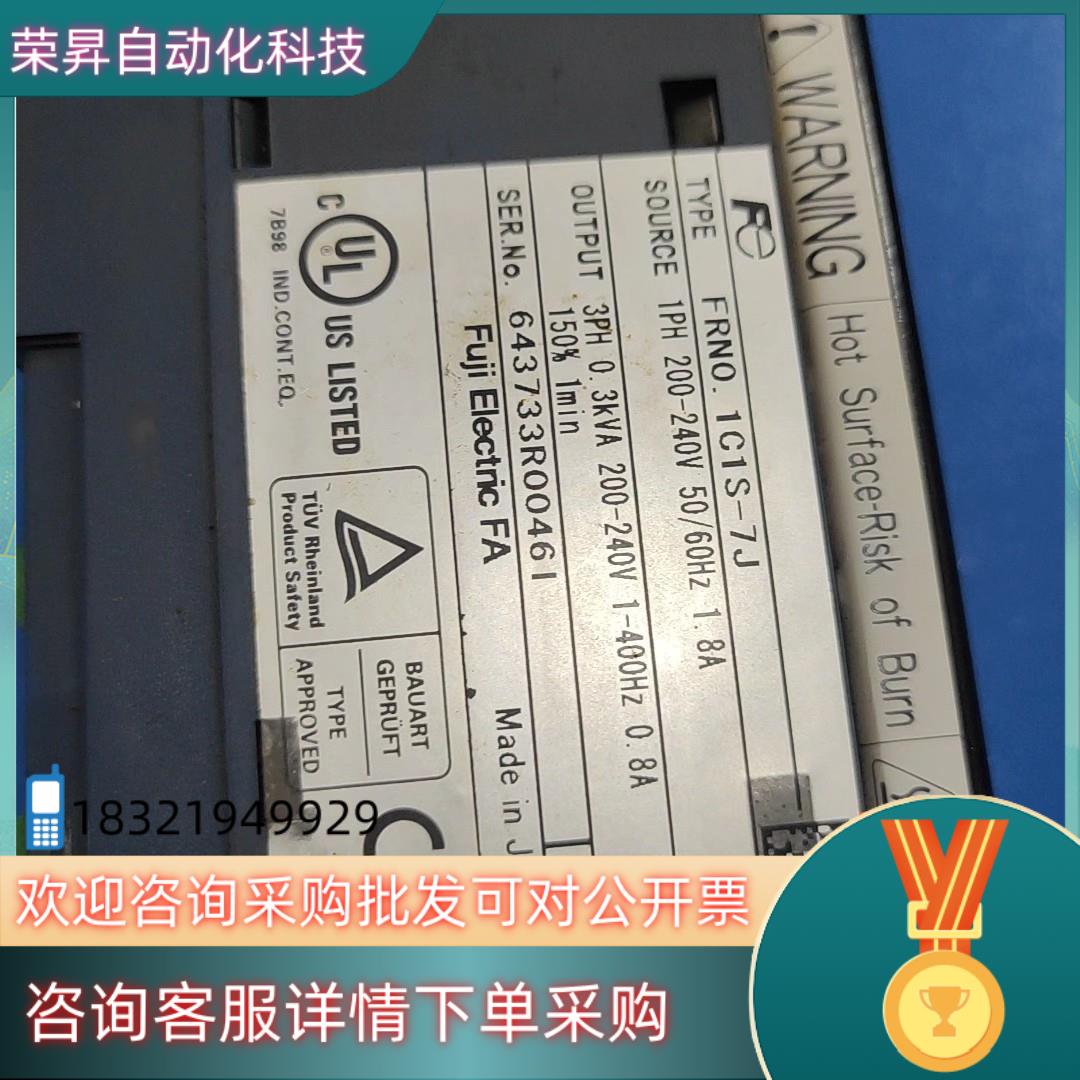 荣昇自动化科技
WARNING Hot Surface-Risk of Burn
Fe
TYPE FRN0.1C1S-7J
SOURCE 1PH 200-240V 50/60Hz 1.8A
OUTPUT 3PH 0.3kVA 200-240V 1-400Hz 0.8A
150% 1min
SER.No. 643733R0046I
Fuji Electric FA Made in J
C UL ® US LISTED
7B98 IND.CONT.EQ.
TÜV Rheinland
Product Safety
BAUART
GEPRÜFT
TYPE
APPROVED
18321949929
欢迎咨询采购批发可对公开票
咨询客服详情下单采购